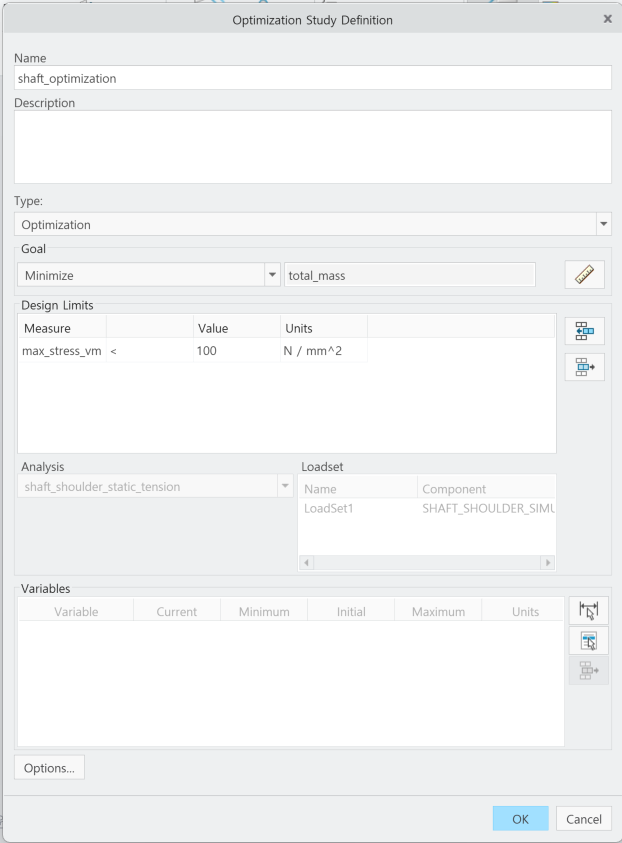 Optimization Study Definition x
Name
shaft_optimization
Description
Type:
Optimization
Goal
Minimize total_mass
Design Limits
Measure Value Units
max_stress_vm < 100 N / mm^2
Analysis Loadset
shaft_shoulder_static_tension
Name Component
LoadSet1 SHAFT_SHOULDER_SIMU
Variables
Variable Current Minimum Initial Maximum Units
Options...
OK Cancel